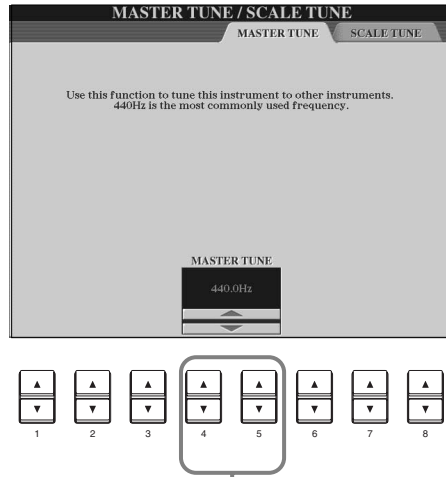 MASTER TUNE / SCALE TUNE
MASTER TUNE SCALE TUNE
Use this function to tune this instrument to other instruments.
440Hz is the most commonly used frequency.
MASTER TUNE
440.0Hz
1 2 3 4 5 6 7 8